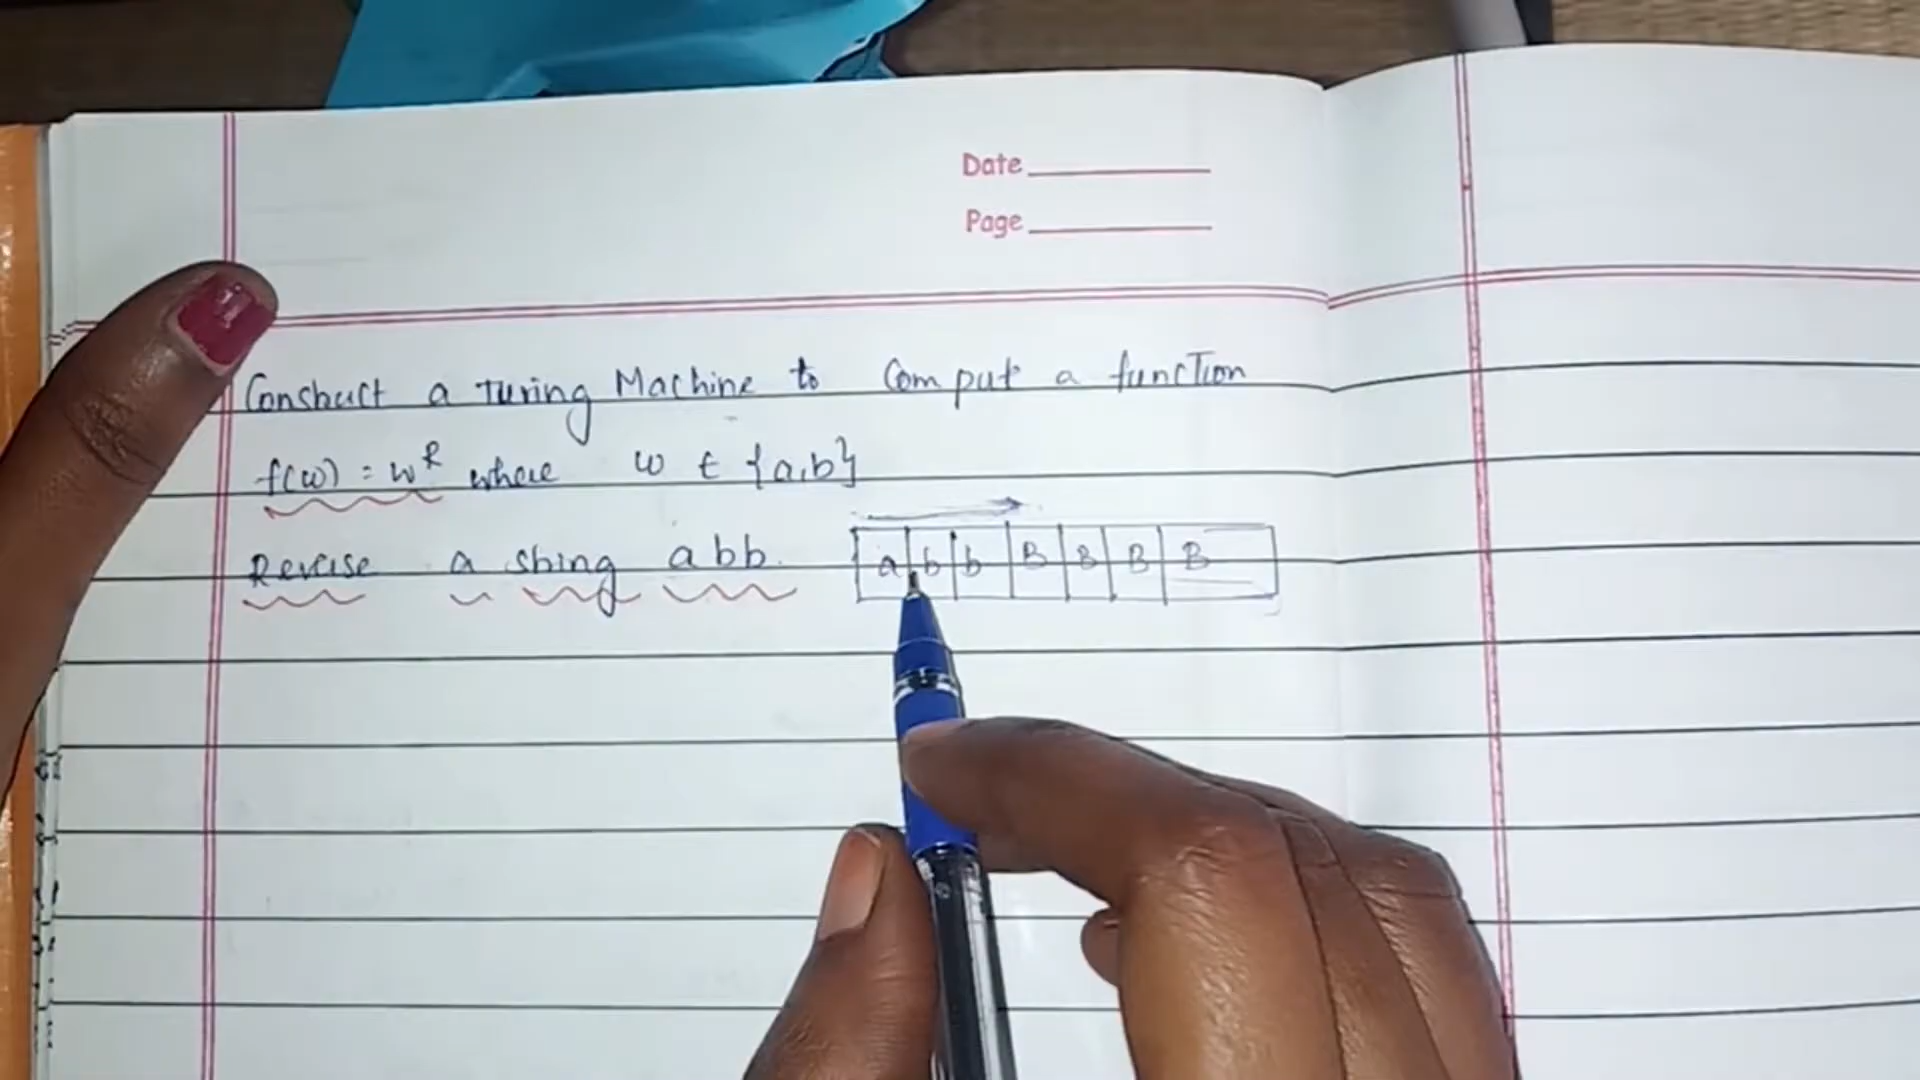 Date
Page
Construct a Turing Machine to Comput a function
f(w) = w^R where w ∈ {a,b}
Reverse a string abb. a b b B B B B